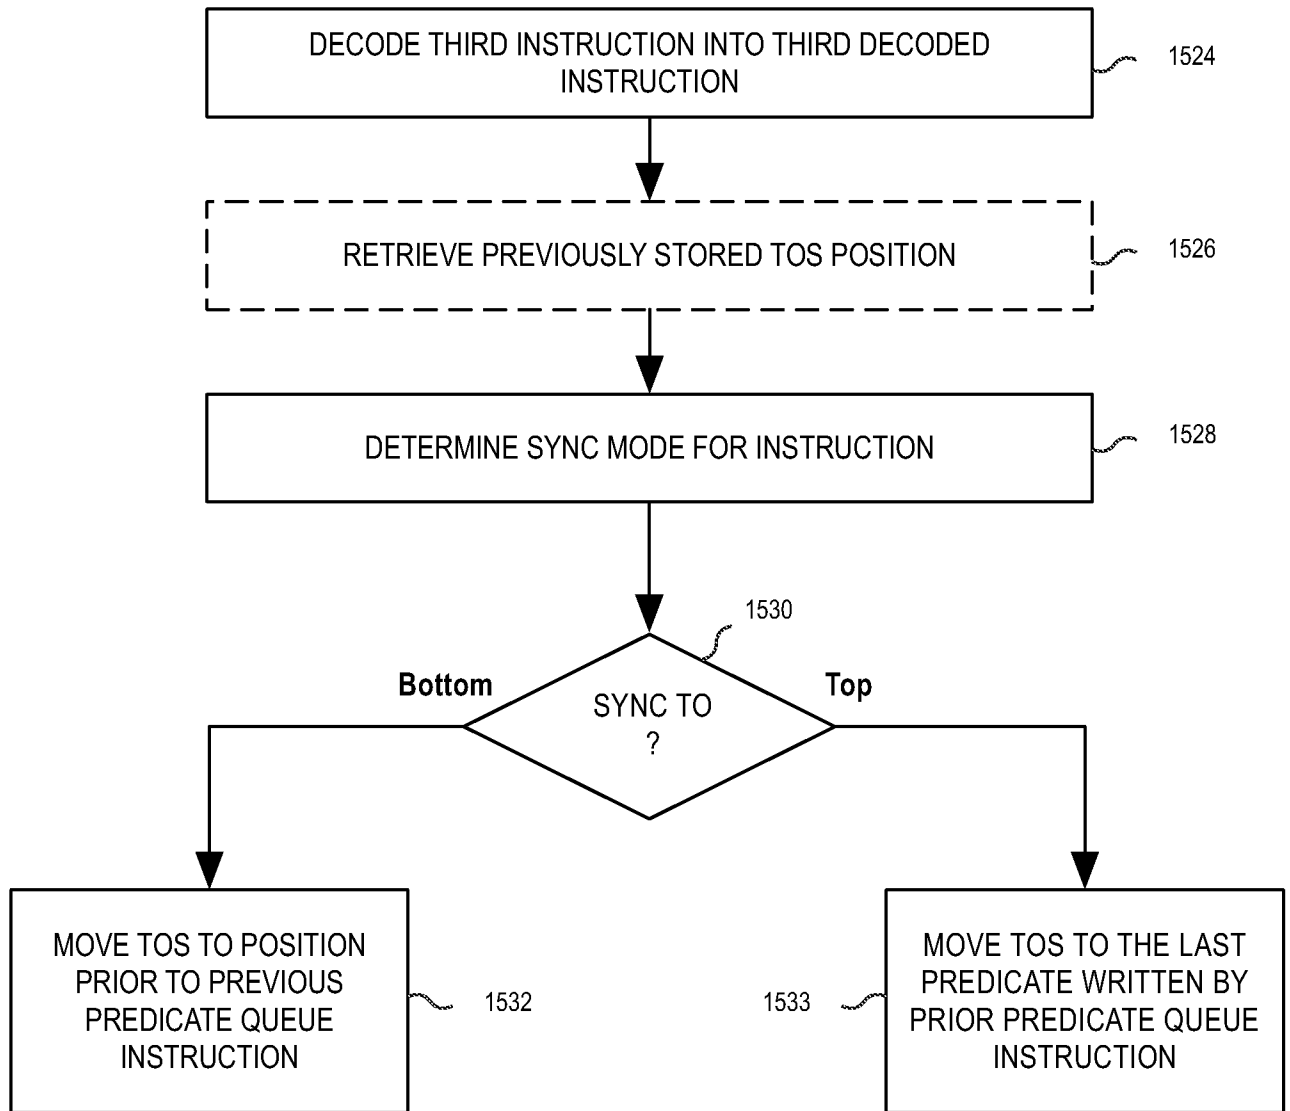 DECODE THIRD INSTRUCTION INTO THIRD DECODED
INSTRUCTION
1524
RETRIEVE PREVIOUSLY STORED TOS POSITION
1526
DETERMINE SYNC MODE FOR INSTRUCTION
1528
1530
Bottom
Top
SYNC TO
?
MOVE TOS TO POSITION
PRIOR TO PREVIOUS
PREDICATE QUEUE
INSTRUCTION
1532
1533
MOVE TOS TO THE LAST
PREDICATE WRITTEN BY
PRIOR PREDICATE QUEUE
INSTRUCTION